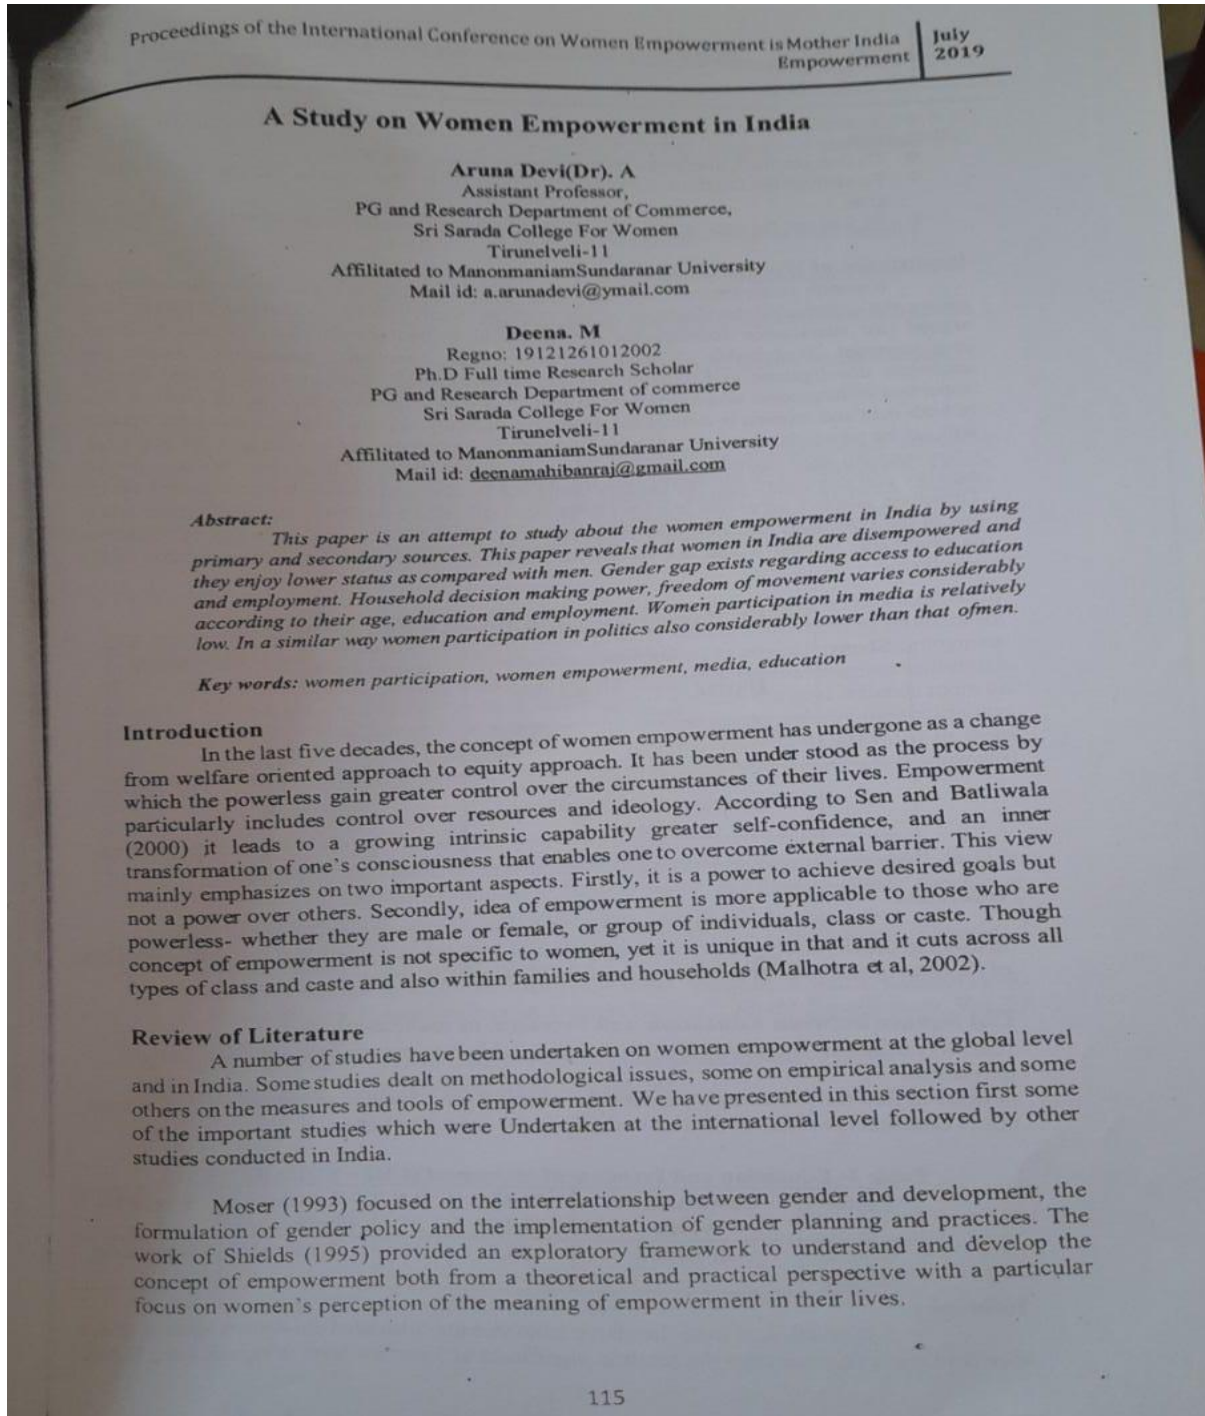 Proceedings of the International Conference on Women Empowerment is Mother India
Empowerment
July
2019
A Study on Women Empowerment in India
Aruna Devi(Dr). A
Assistant Professor,
PG and Research Department of Commerce,
Sri Sarada College For Women
Tirunelveli-11
Affilitated to ManonmaniamSundaranar University
Mail id: a.arunadevi@ymail.com
Deena. M
Regno: 19121261012002
Ph.D Full time Research Scholar
PG and Research Department of commerce
Sri Sarada College For Women
Tirunelveli-11
Affilitated to ManonmaniamSundaranar University
Mail id: deenamahibanraj@gmail.com
Abstract:
This paper is an attempt to study about the women empowerment in India by using
primary and secondary sources. This paper reveals that women in India are disempowered and
they enjoy lower status as compared with men. Gender gap exists regarding access to education
and employment. Household decision making power, freedom of movement varies considerably
according to their age, education and employment. Women participation in media is relatively
low. In a similar way women participation in politics also considerably lower than that ofmen.
Key words: women participation, women empowerment, media, education
Introduction
In the last five decades, the concept of women empowerment has undergone as a change
from welfare oriented approach to equity approach. It has been under stood as the process by
which the powerless gain greater control over the circumstances of their lives. Empowerment
particularly includes control over resources and ideology. According to Sen and Batliwala
(2000) it leads to a growing intrinsic capability greater self-confidence, and an inner
transformation of one's consciousness that enables one to overcome external barrier. This view
mainly emphasizes on two important aspects. Firstly, it is a power to achieve desired goals but
not a power over others. Secondly, idea of empowerment is more applicable to those who are
powerless- whether they are male or female, or group of individuals, class or caste. Though
concept of empowerment is not specific to women, yet it is unique in that and it cuts across all
types of class and caste and also within families and households (Malhotra et al, 2002).
Review of Literature
A number of studies have been undertaken on women empowerment at the global level
and in India. Some studies dealt on methodological issues, some on empirical analysis and some
others on the measures and tools of empowerment. We have presented in this section first some
of the important studies which were Undertaken at the international level followed by other
studies conducted in India.
Moser (1993) focused on the interrelationship between gender and development, the
formulation of gender policy and the implementation of gender planning and practices. The
work of Shields (1995) provided an exploratory framework to understand and develop the
concept of empowerment both from a theoretical and practical perspective with a particular
focus on women's perception of the meaning of empowerment in their lives.
115